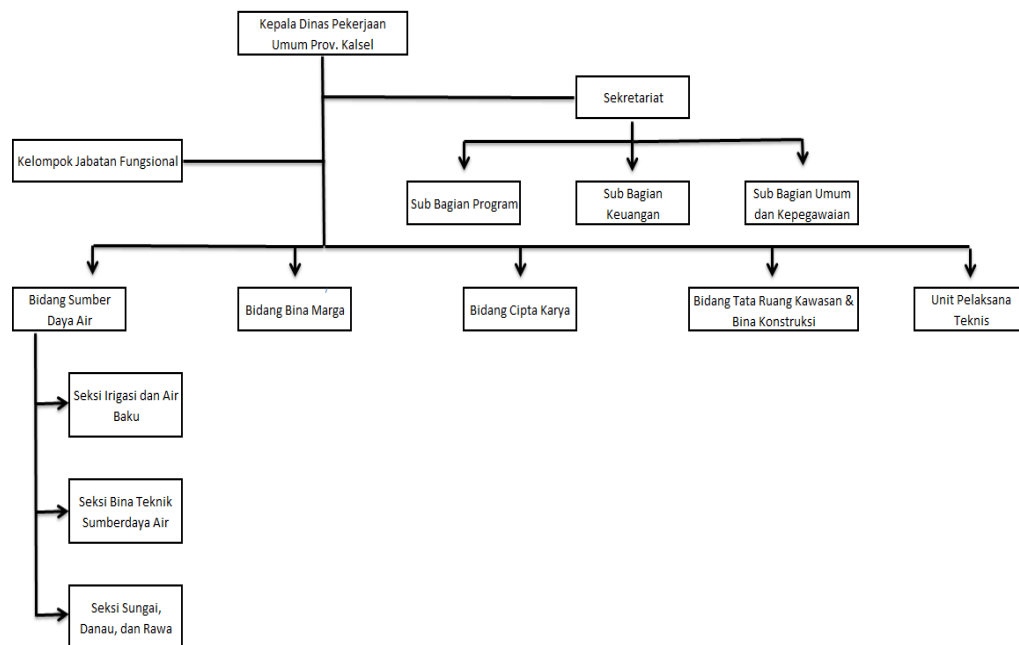 Kepala Dinas Pekerjaan
Umum Prov. Kalsel
Sekretariat
Kelompok Jabatan Fungsional
Sub Bagian Program
Sub Bagian
Keuangan
Sub Bagian Umum
dan Kepegawaian
Bidang Sumber
Daya Air
Bidang Bina Marga
Bidang Cipta Karya
Bidang Tata Ruang Kawasan &
Bina Konstruksi
Unit Pelaksana
Teknis
Seksi Irigasi dan Air
Baku
Seksi Bina Teknik
Sumberdaya Air
Seksi Sungai,
Danau, dan Rawa